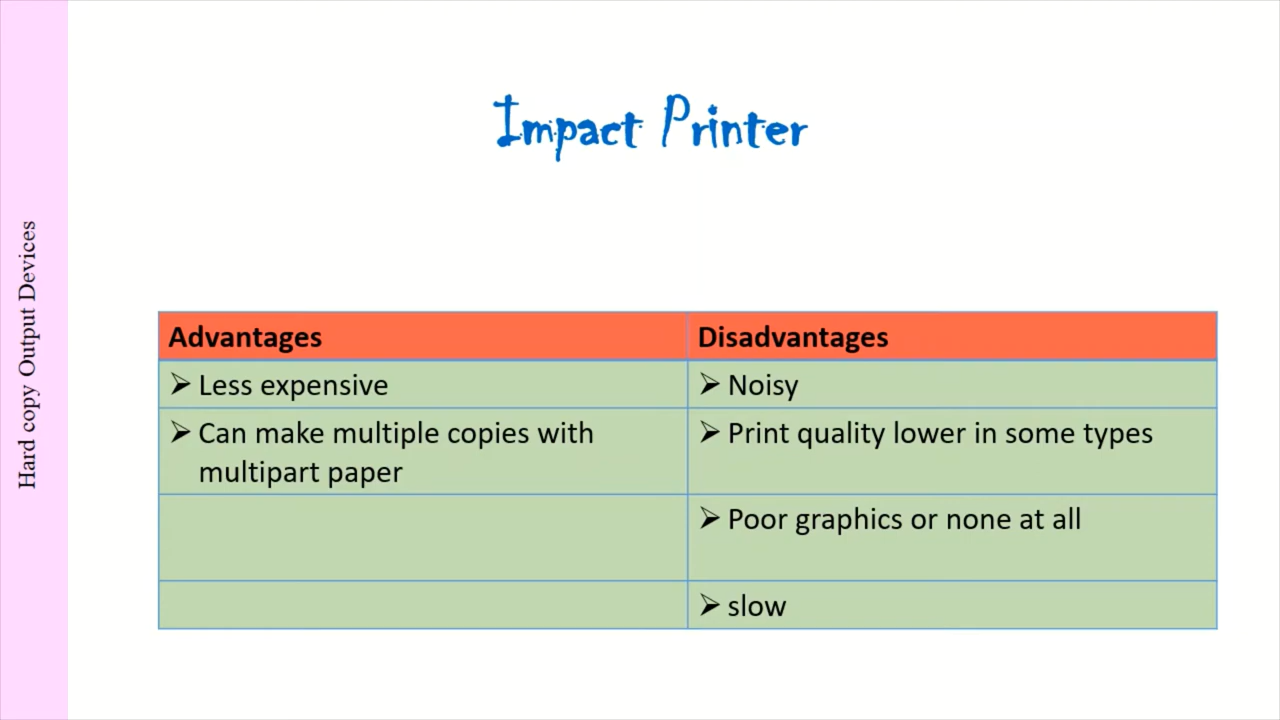 Impact Printer
Hard copy Output Devices
Advantages
Disadvantages
➢ Less expensive
➢ Noisy
➢ Can make multiple copies with
multipart paper
➢ Print quality lower in some types
➢ Poor graphics or none at all
➢ slow